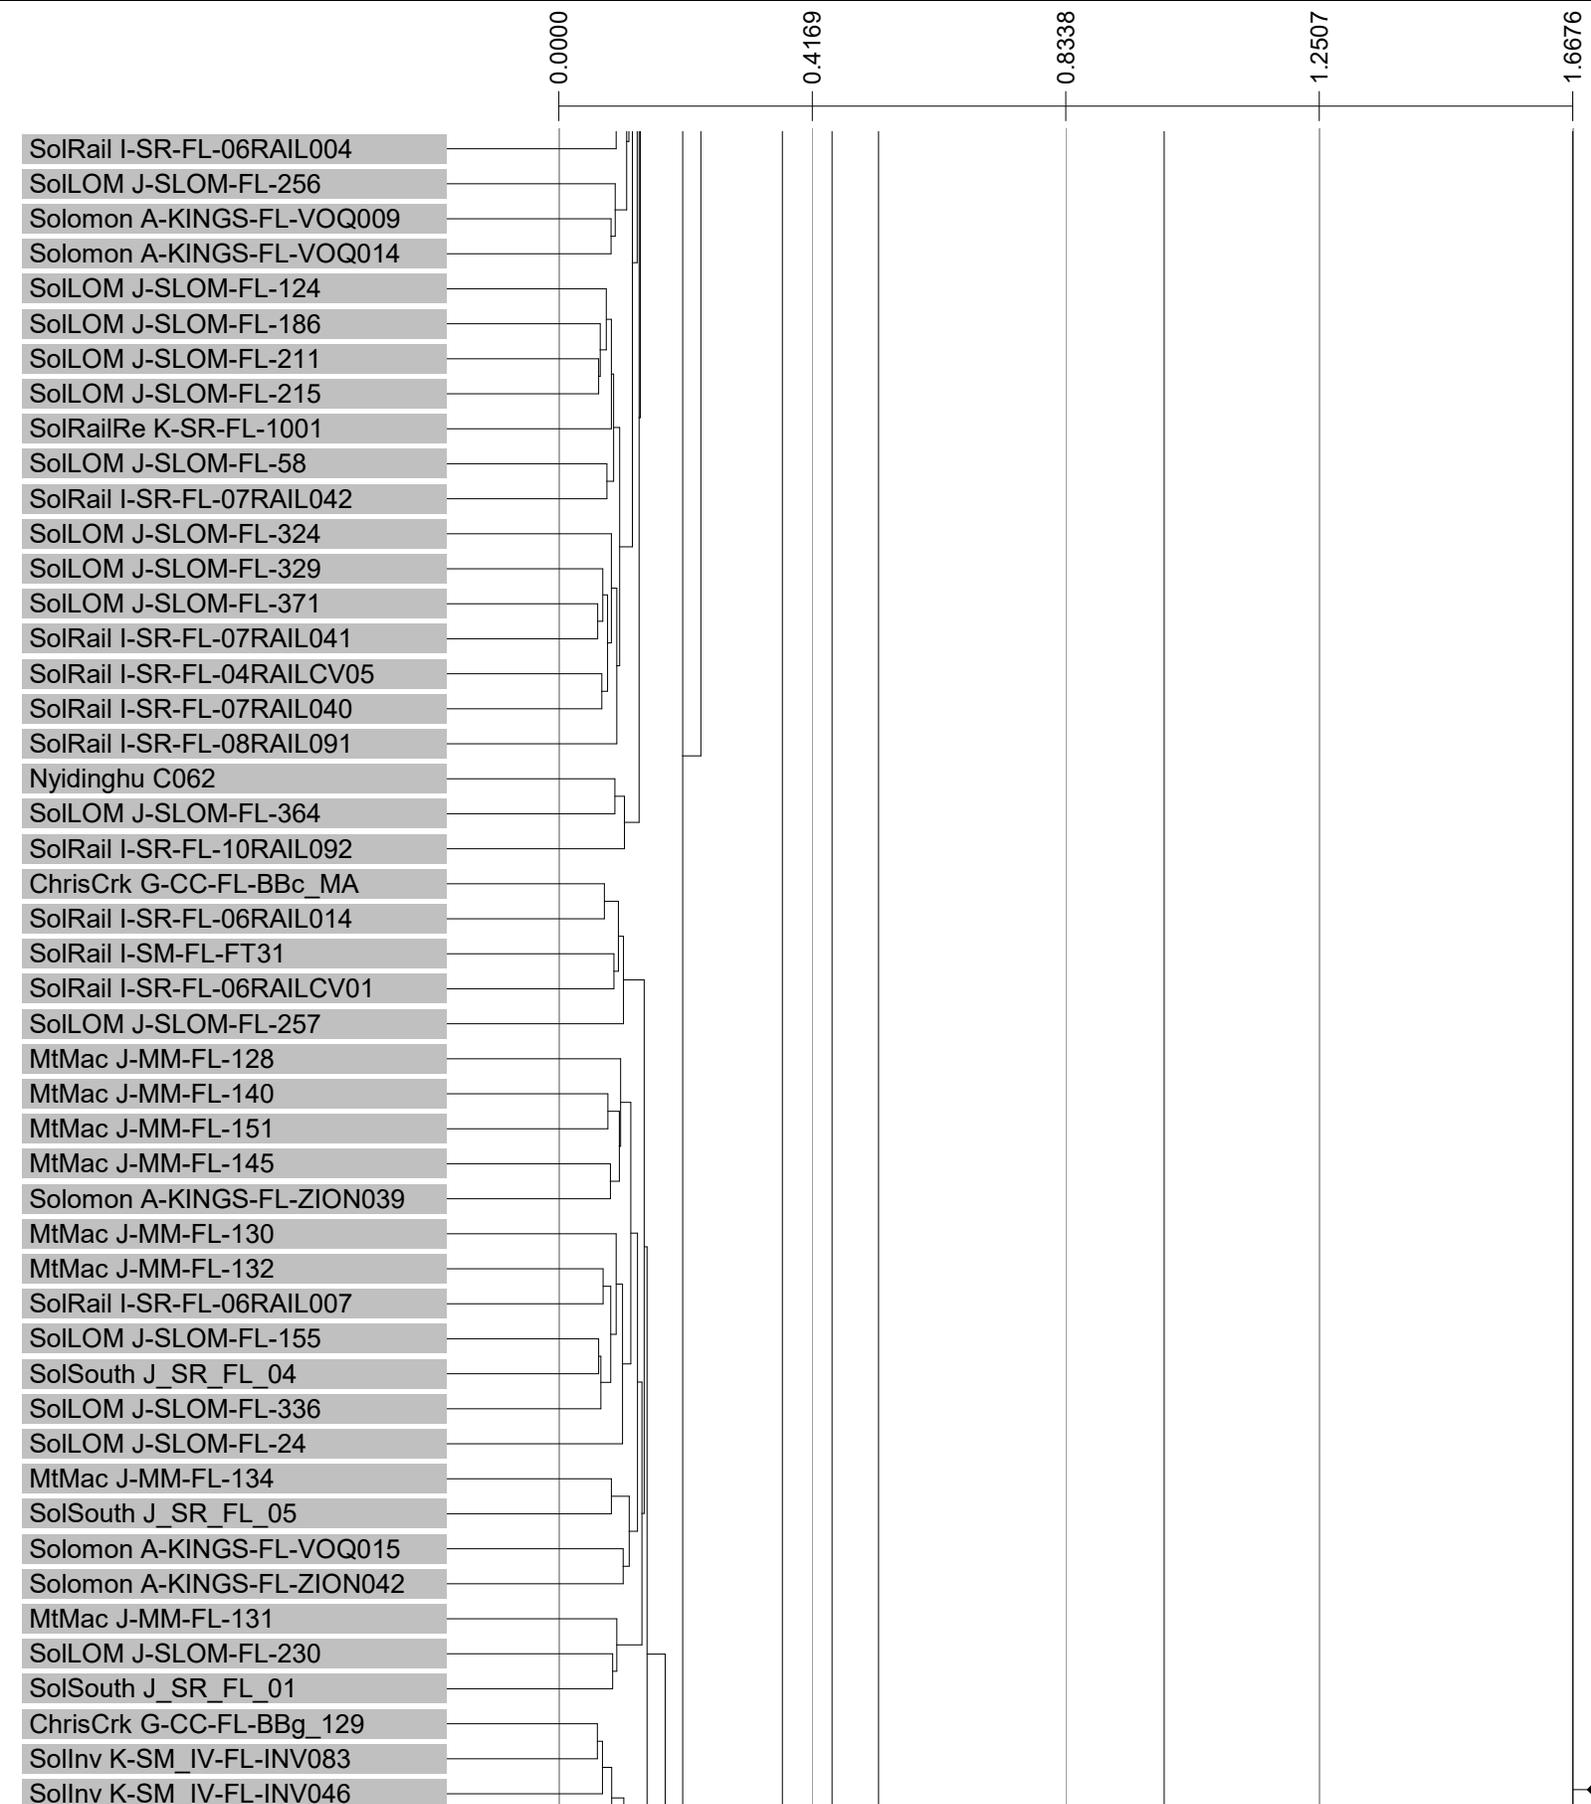 0.0000
0.4169
0.8338
1.2507
1.6676
SolRail I-SR-FL-06RAIL004
SolLOM J-SLOM-FL-256
Solomon A-KINGS-FL-VOQ009
Solomon A-KINGS-FL-VOQ014
SolLOM J-SLOM-FL-124
SolLOM J-SLOM-FL-186
SolLOM J-SLOM-FL-211
SolLOM J-SLOM-FL-215
SolRailRe K-SR-FL-1001
SolLOM J-SLOM-FL-58
SolRail I-SR-FL-07RAIL042
SolLOM J-SLOM-FL-324
SolLOM J-SLOM-FL-329
SolLOM J-SLOM-FL-371
SolRail I-SR-FL-07RAIL041
SolRail I-SR-FL-04RAILCV05
SolRail I-SR-FL-07RAIL040
SolRail I-SR-FL-08RAIL091
Nyidinghu C062
SolLOM J-SLOM-FL-364
SolRail I-SR-FL-10RAIL092
ChrisCrk G-CC-FL-BBc_MA
SolRail I-SR-FL-06RAIL014
SolRail I-SM-FL-FT31
SolRail I-SR-FL-06RAILCV01
SolLOM J-SLOM-FL-257
MtMac J-MM-FL-128
MtMac J-MM-FL-140
MtMac J-MM-FL-151
MtMac J-MM-FL-145
Solomon A-KINGS-FL-ZION039
MtMac J-MM-FL-130
MtMac J-MM-FL-132
SolRail I-SR-FL-06RAIL007
SolLOM J-SLOM-FL-155
SolSouth J_SR_FL_04
SolLOM J-SLOM-FL-336
SolLOM J-SLOM-FL-24
MtMac J-MM-FL-134
SolSouth J_SR_FL_05
Solomon A-KINGS-FL-VOQ015
Solomon A-KINGS-FL-ZION042
MtMac J-MM-FL-131
SolLOM J-SLOM-FL-230
SolSouth J_SR_FL_01
ChrisCrk G-CC-FL-BBg_129
SolInv K-SM_IV-FL-INV083
SolInv K-SM_IV-FL-INV046